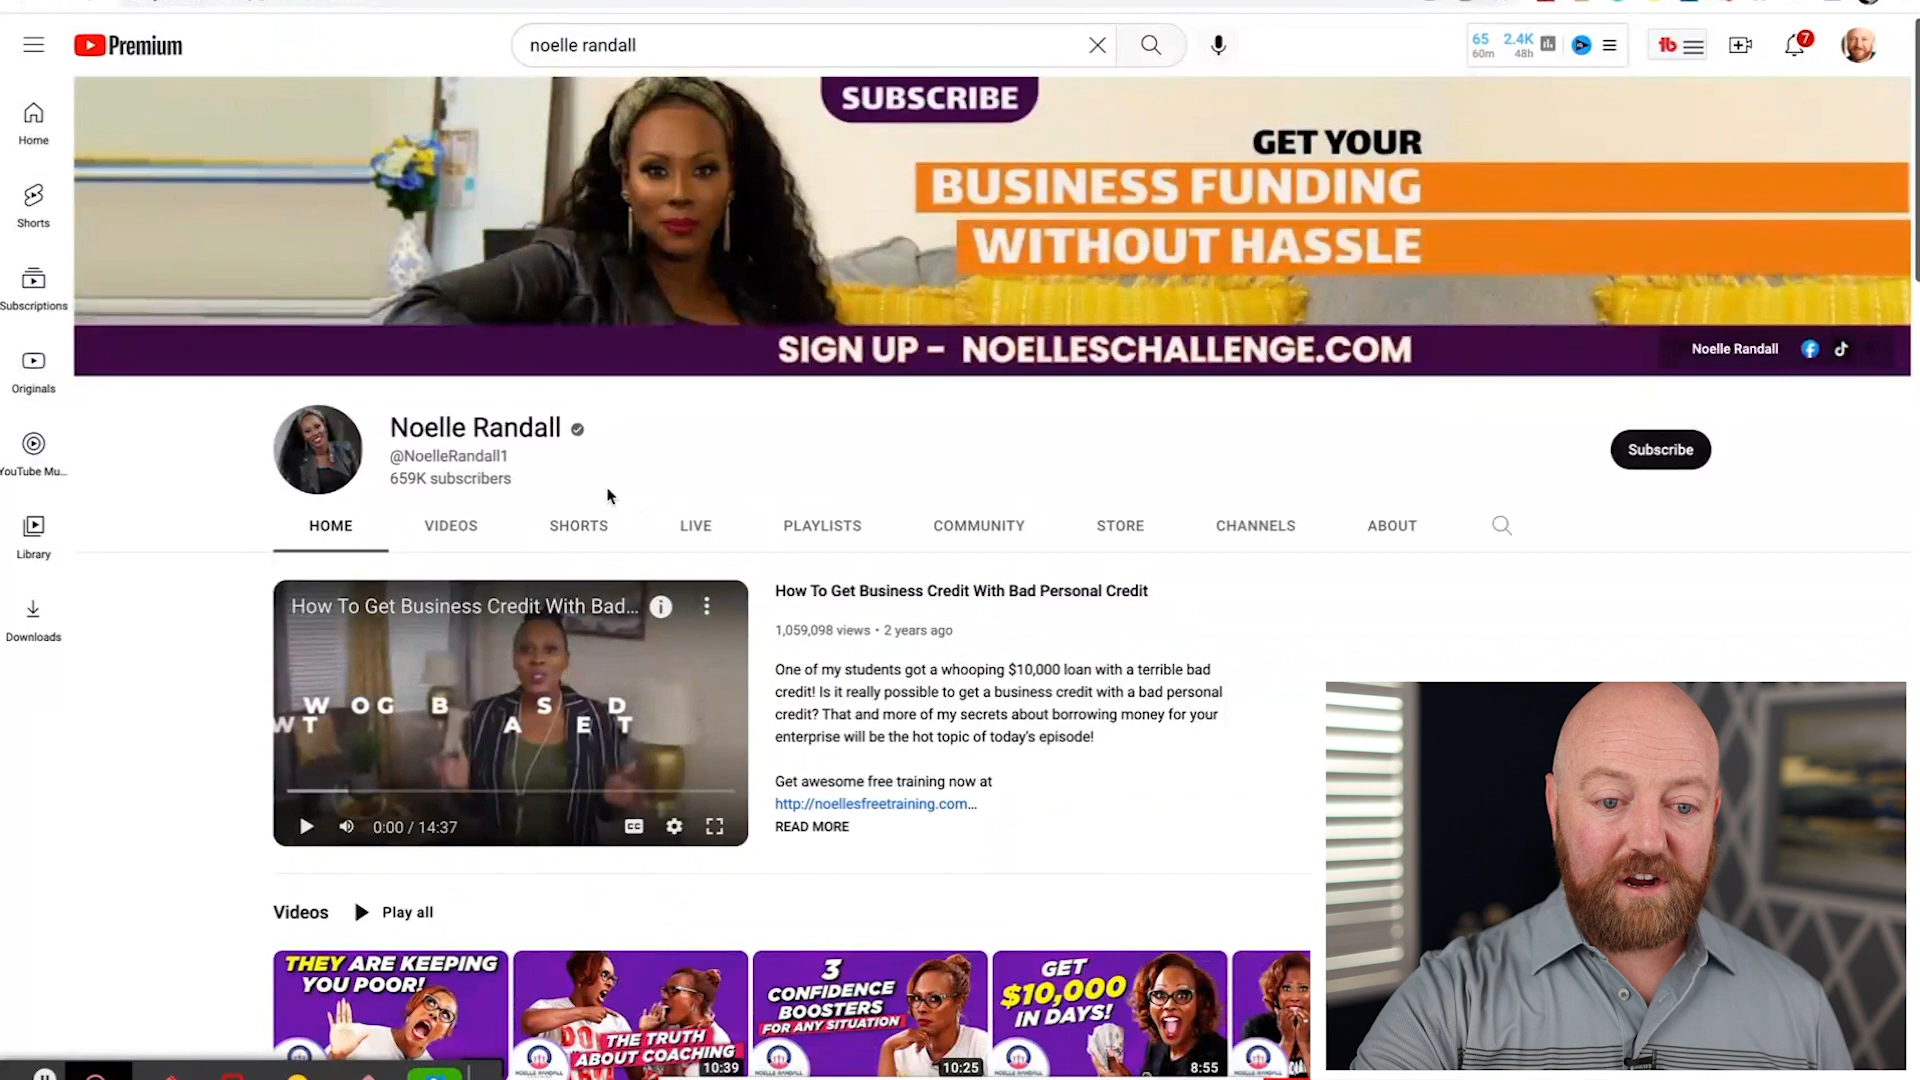 Premium
noelle randall
65
60m
2.4K
48h
7
Home
Shorts
Subscriptions
Originals
YouTube Mu...
Library
Downloads
SUBSCRIBE
GET YOUR
BUSINESS FUNDING
WITHOUT HASSLE
SIGN UP - NOELLESCHALLENGE.COM
Noelle Randall
Noelle Randall
@NoelleRandall1
659K subscribers
Subscribe
HOME
VIDEOS
SHORTS
LIVE
PLAYLISTS
COMMUNITY
STORE
CHANNELS
ABOUT
How To Get Business Credit With Bad...
W OG B S D
WT A E T
0:00 / 14:37
How To Get Business Credit With Bad Personal Credit
1,059,098 views • 2 years ago
One of my students got a whooping $10,000 loan with a terrible bad
credit! Is it really possible to get a business credit with a bad personal
credit? That and more of my secrets about borrowing money for your
enterprise will be the hot topic of today's episode!
Get awesome free training now at
http://noellesfreetraining.com...
READ MORE
Videos
Play all
THEY ARE KEEPING
YOU POOR!
THE TRUTH
ABOUT COACHING
10:39
3
CONFIDENCE
BOOSTERS
FOR ANY SITUATION
10:25
GET
$10,000
IN DAYS!
8:55